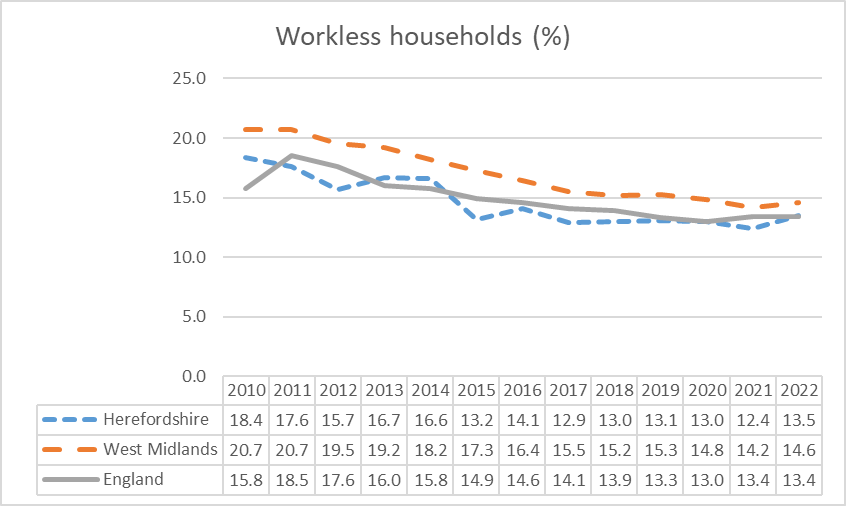 Workless households (%)
25.0
20.0
15.0
10.0
5.0
0.0
2010 2011 2012 2013 2014 2015 2016 2017 2018 2019 2020 2021 2022
Herefordshire 18.4 17.6 15.7 16.7 16.6 13.2 14.1 12.9 13.0 13.1 13.0 12.4 13.5
West Midlands 20.7 20.7 19.5 19.2 18.2 17.3 16.4 15.5 15.2 15.3 14.8 14.2 14.6
England 15.8 18.5 17.6 16.0 15.8 14.9 14.6 14.1 13.9 13.3 13.0 13.4 13.4